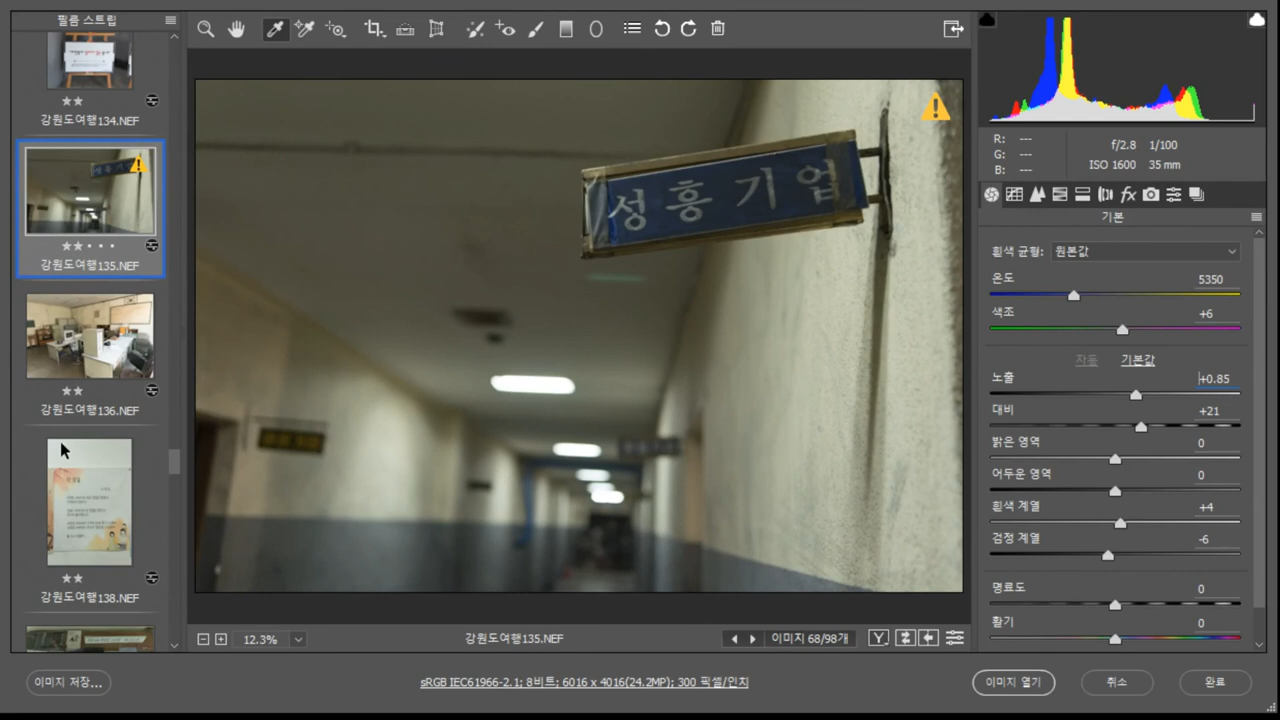 필름 스트립
강원도여행134.NEF
강원도여행135.NEF
강원도여행136.NEF
강원도여행138.NEF
성흥기업
12.3%
강원도여행135.NEF
이미지 68/98개
이미지 저장...
sRGB IEC61966-2.1; 8비트; 6016 x 4016(24.2MP); 300 픽셀/인치
이미지 열기
취소
완료
R: ---
G: ---
B: ---
f/2.8 1/100
ISO 1600 35 mm
기본
흰색 균형: 원본값
온도 5350
색조 +6
자동 기본값
노출 +0.85
대비 +21
밝은 영역 0
어두운 영역 0
흰색 계열 +4
검정 계열 -6
명료도 0
활기 0